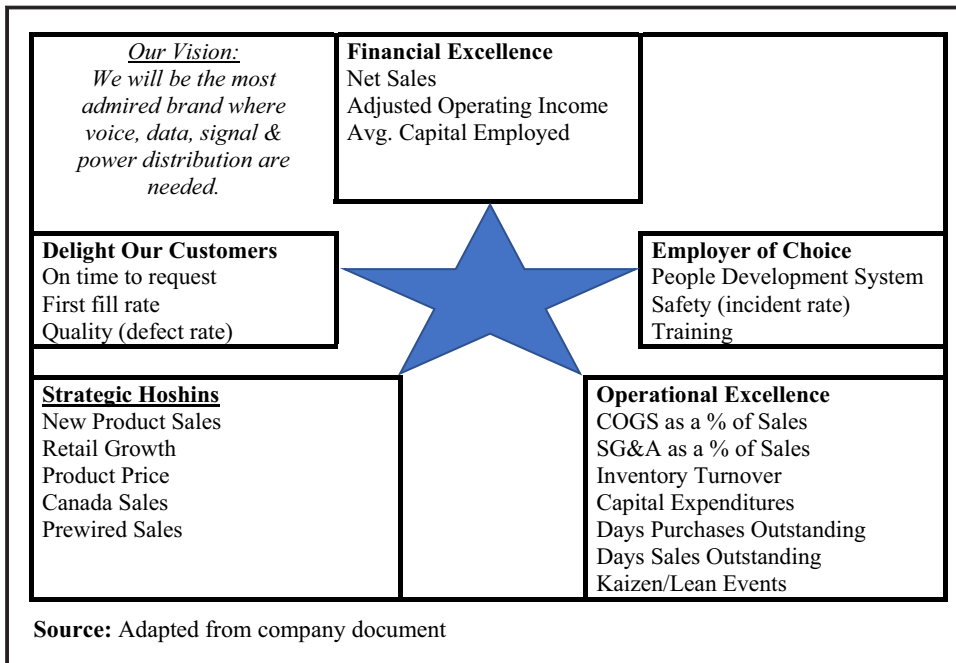 Our Vision:
We will be the most
admired brand where
voice, data, signal &
power distribution are
needed.
Financial Excellence
Net Sales
Adjusted Operating Income
Avg. Capital Employed
Delight Our Customers
On time to request
First fill rate
Quality (defect rate)
Employer of Choice
People Development System
Safety (incident rate)
Training
Strategic Hoshins
New Product Sales
Retail Growth
Product Price
Canada Sales
Prewired Sales
Operational Excellence
COGS as a % of Sales
SG&A as a % of Sales
Inventory Turnover
Capital Expenditures
Days Purchases Outstanding
Days Sales Outstanding
Kaizen/Lean Events
Source: Adapted from company document